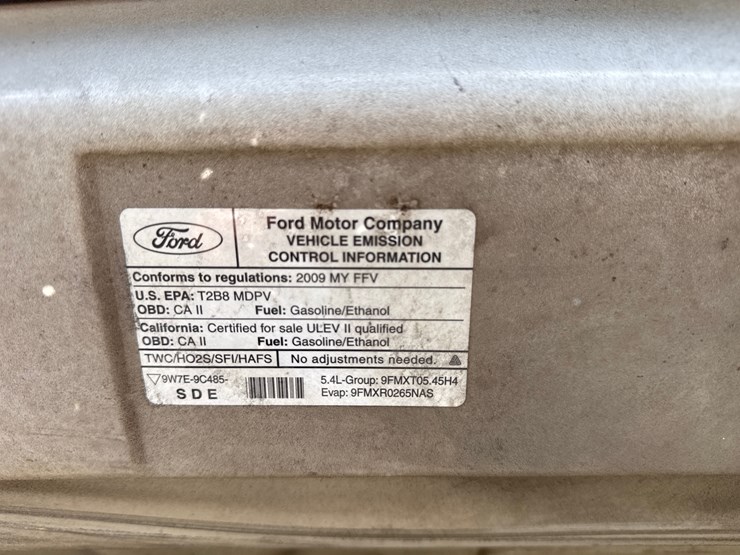 Ford
Ford Motor Company
VEHICLE EMISSION
CONTROL INFORMATION
Conforms to regulations: 2009 MY FFV
U.S. EPA: T2B8 MDPV
OBD: CA II Fuel: Gasoline/Ethanol
California: Certified for sale ULEV II qualified
OBD: CA II Fuel: Gasoline/Ethanol
TWC/HO2S/SFI/HAFS No adjustments needed.
9W7E-9C485- 5.4L-Group: 9FMXT05.45H4
SDE Evap: 9FMXR0265NAS